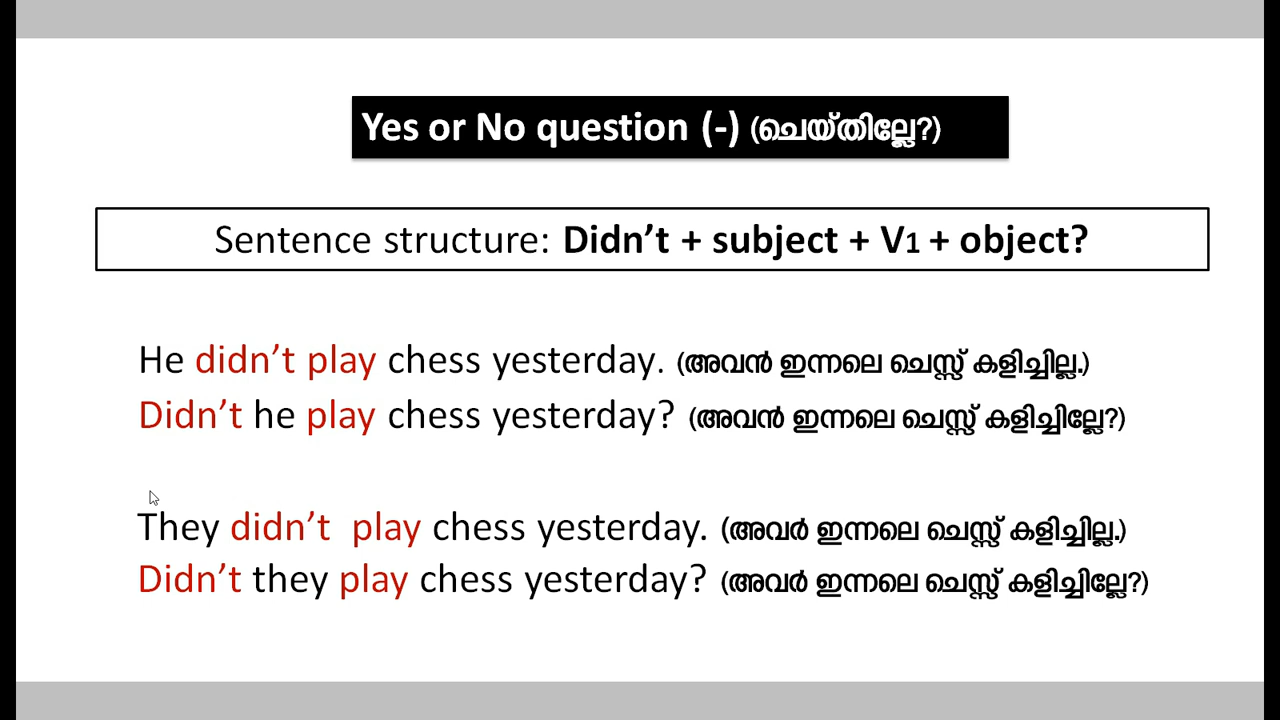 Yes or No question (-) (ചെയ്തില്ലേ?)
Sentence structure: Didn’t + subject + V1 + object?
He didn’t play chess yesterday. (അവൻ ഇന്നലെ ചെസ്സ് കളിച്ചില്ല.)
Didn’t he play chess yesterday? (അവൻ ഇന്നലെ ചെസ്സ് കളിച്ചില്ലേ?)
They didn’t play chess yesterday. (അവർ ഇന്നലെ ചെസ്സ് കളിച്ചില്ല.)
Didn’t they play chess yesterday? (അവർ ഇന്നലെ ചെസ്സ് കളിച്ചില്ലേ?)